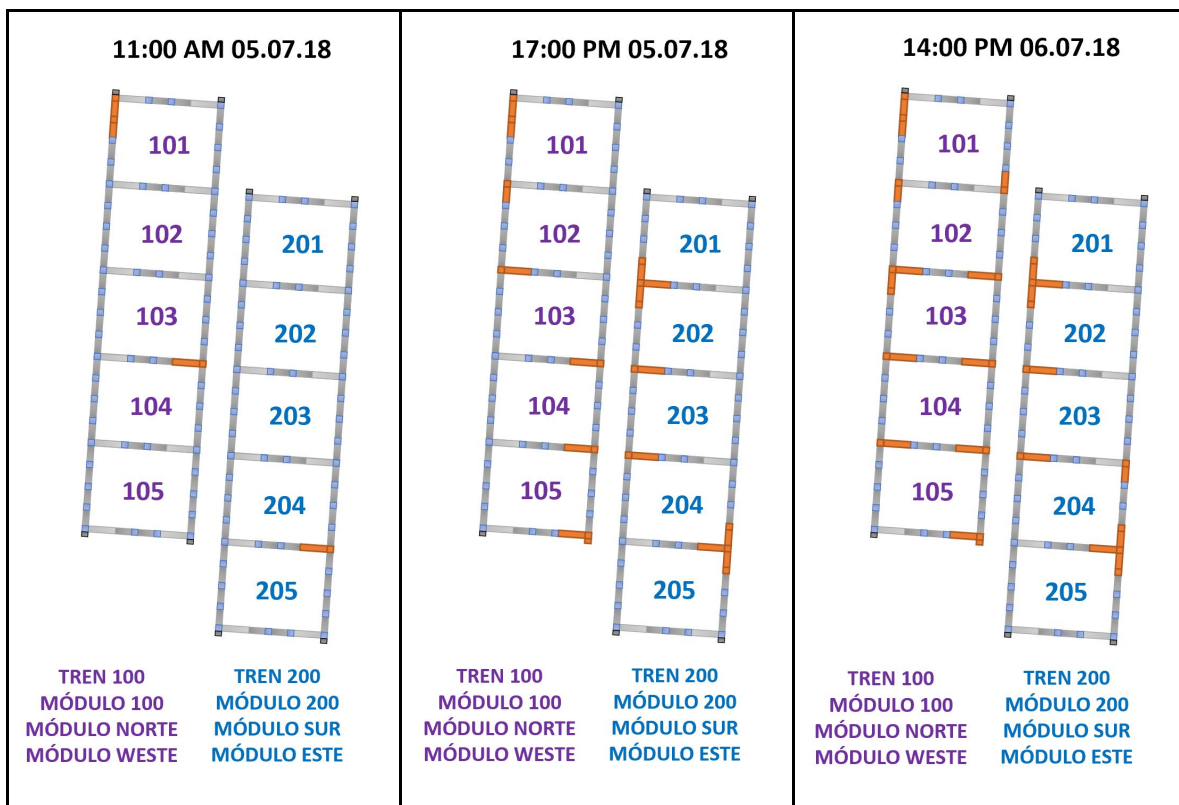 11:00 AM 05.07.18
101
102
201
103
202
104
203
105
204
205
TREN 100
MÓDULO 100
MÓDULO NORTE
MÓDULO WESTE
TREN 200
MÓDULO 200
MÓDULO SUR
MÓDULO ESTE
17:00 PM 05.07.18
101
102
201
103
202
104
203
105
204
205
TREN 100
MÓDULO 100
MÓDULO NORTE
MÓDULO WESTE
TREN 200
MÓDULO 200
MÓDULO SUR
MÓDULO ESTE
14:00 PM 06.07.18
101
102
201
103
202
104
203
105
204
205
TREN 100
MÓDULO 100
MÓDULO NORTE
MÓDULO WESTE
TREN 200
MÓDULO 200
MÓDULO SUR
MÓDULO ESTE